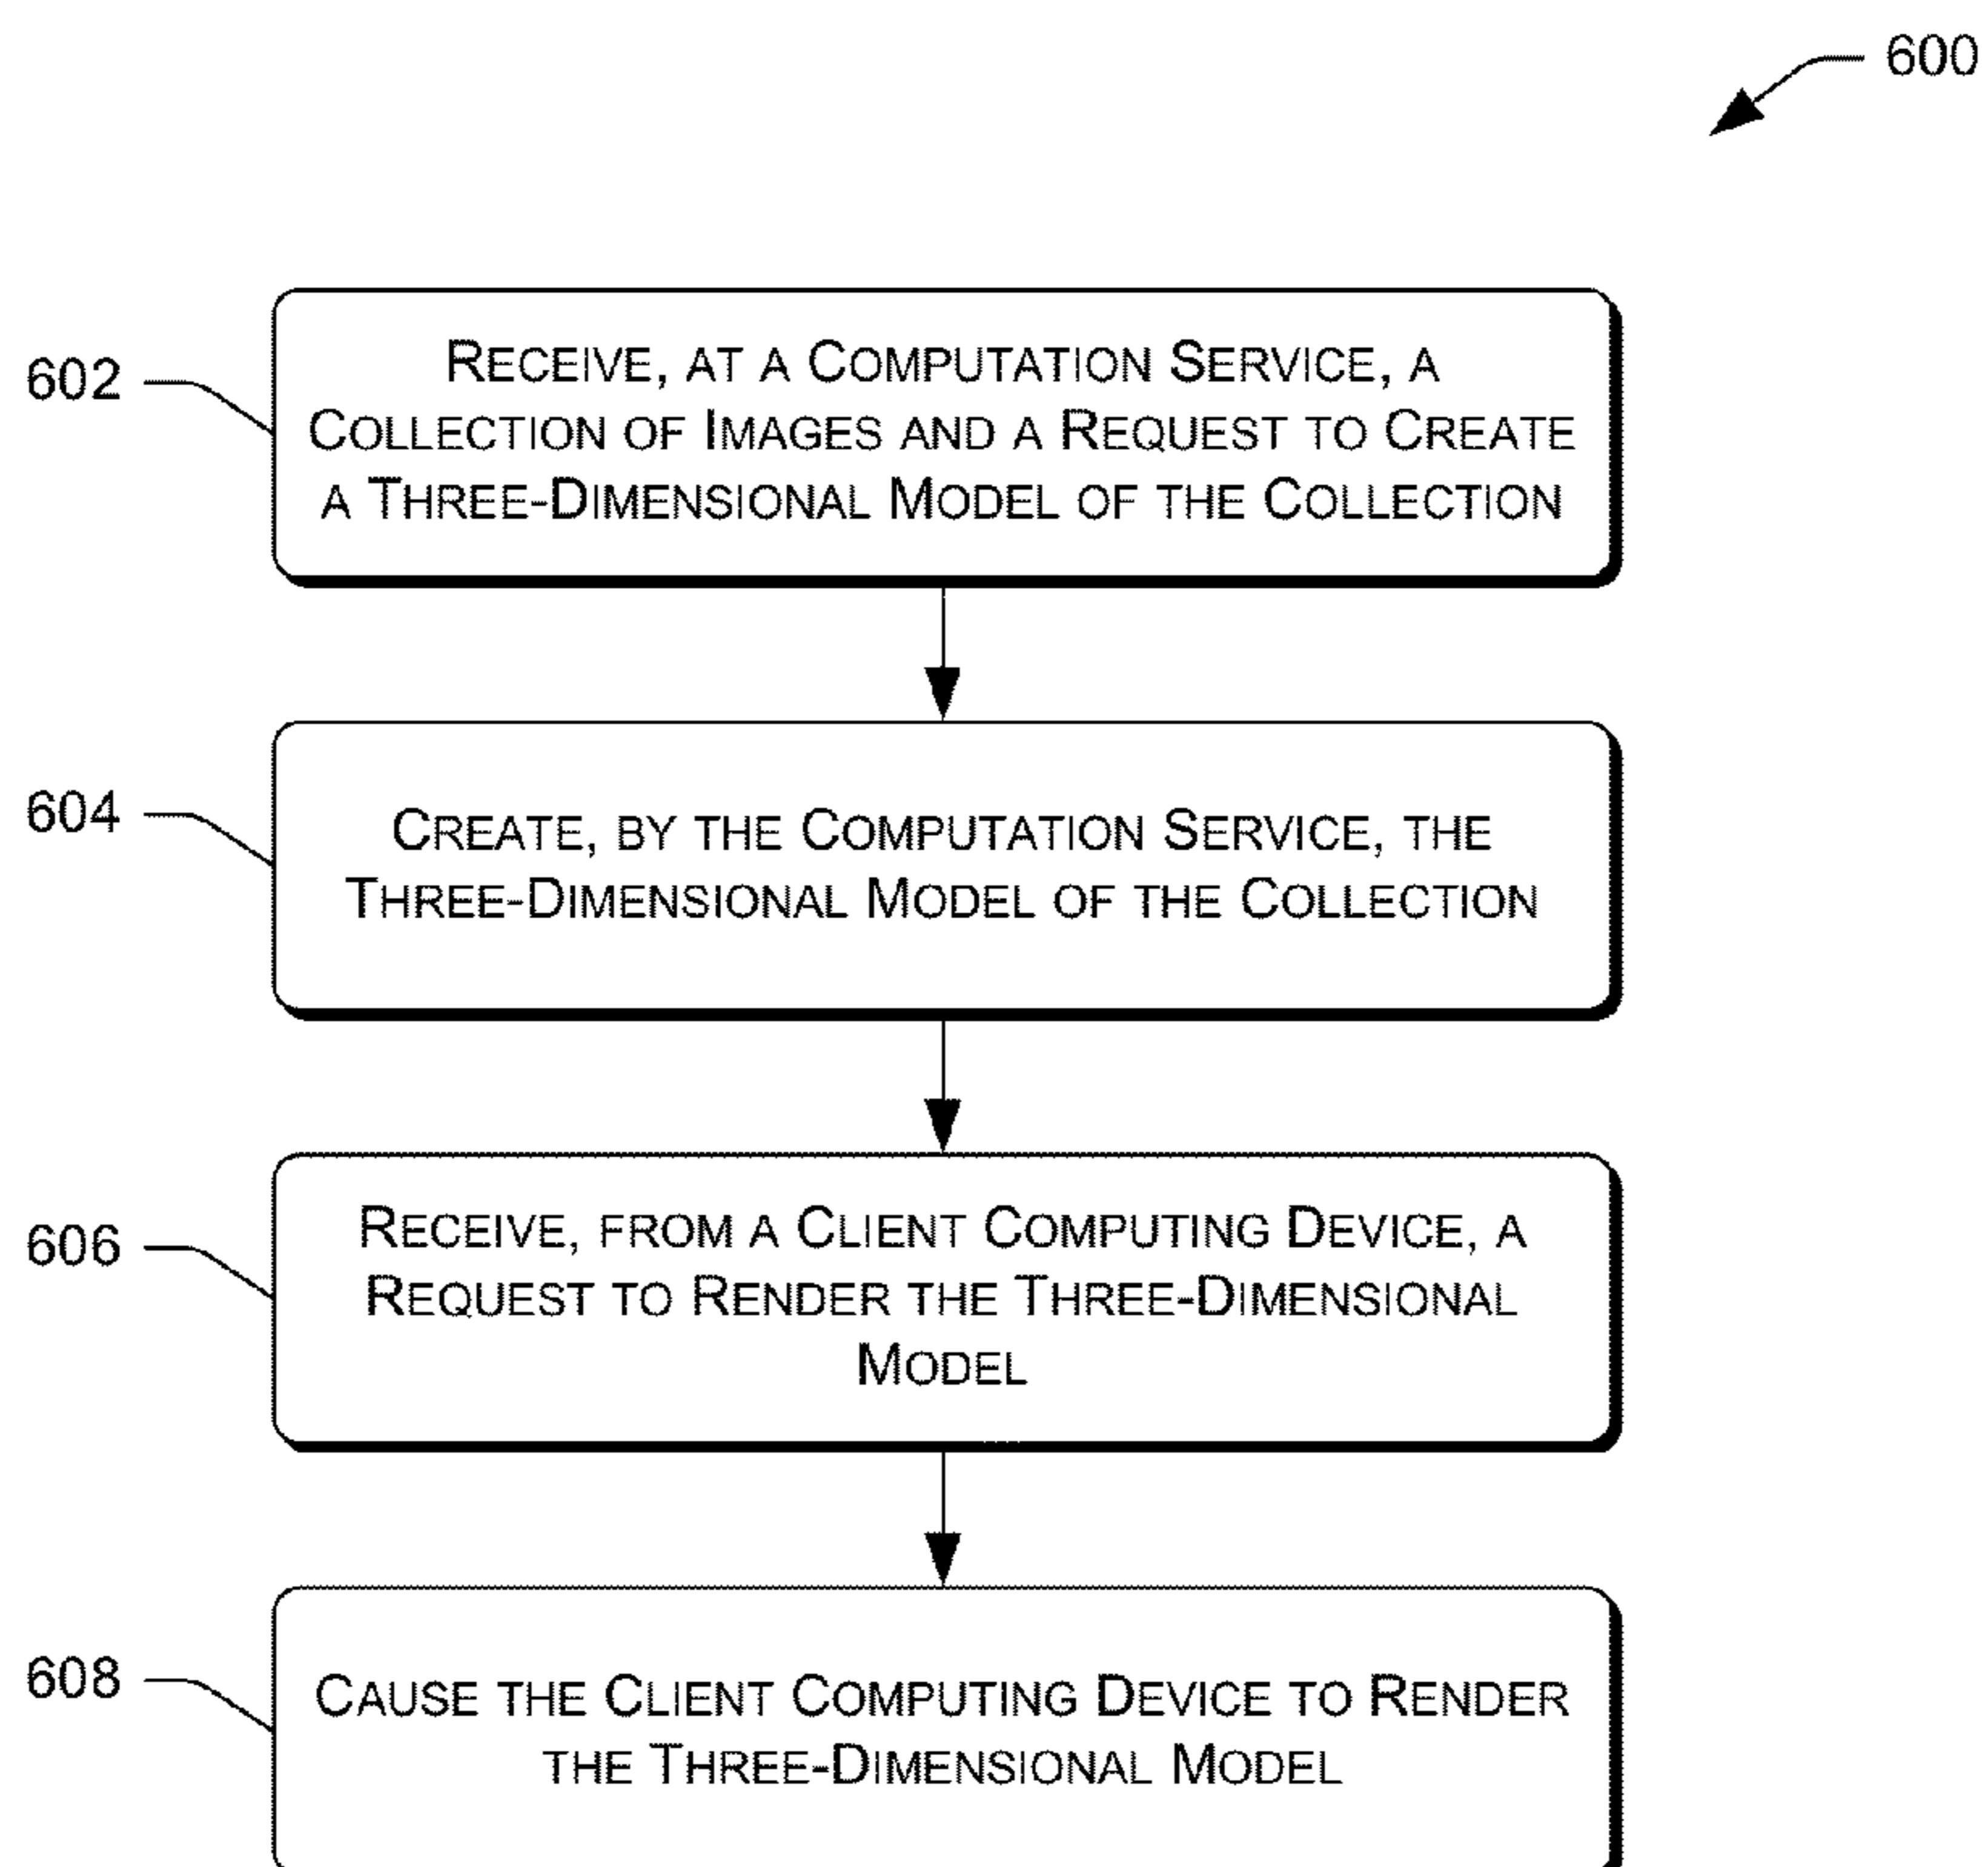 600
602
RECEIVE, AT A COMPUTATION SERVICE, A
COLLECTION OF IMAGES AND A REQUEST TO CREATE
A THREE-DIMENSIONAL MODEL OF THE COLLECTION
604
CREATE, BY THE COMPUTATION SERVICE, THE
THREE-DIMENSIONAL MODEL OF THE COLLECTION
606
RECEIVE, FROM A CLIENT COMPUTING DEVICE, A
REQUEST TO RENDER THE THREE-DIMENSIONAL
MODEL
608
CAUSE THE CLIENT COMPUTING DEVICE TO RENDER
THE THREE-DIMENSIONAL MODEL